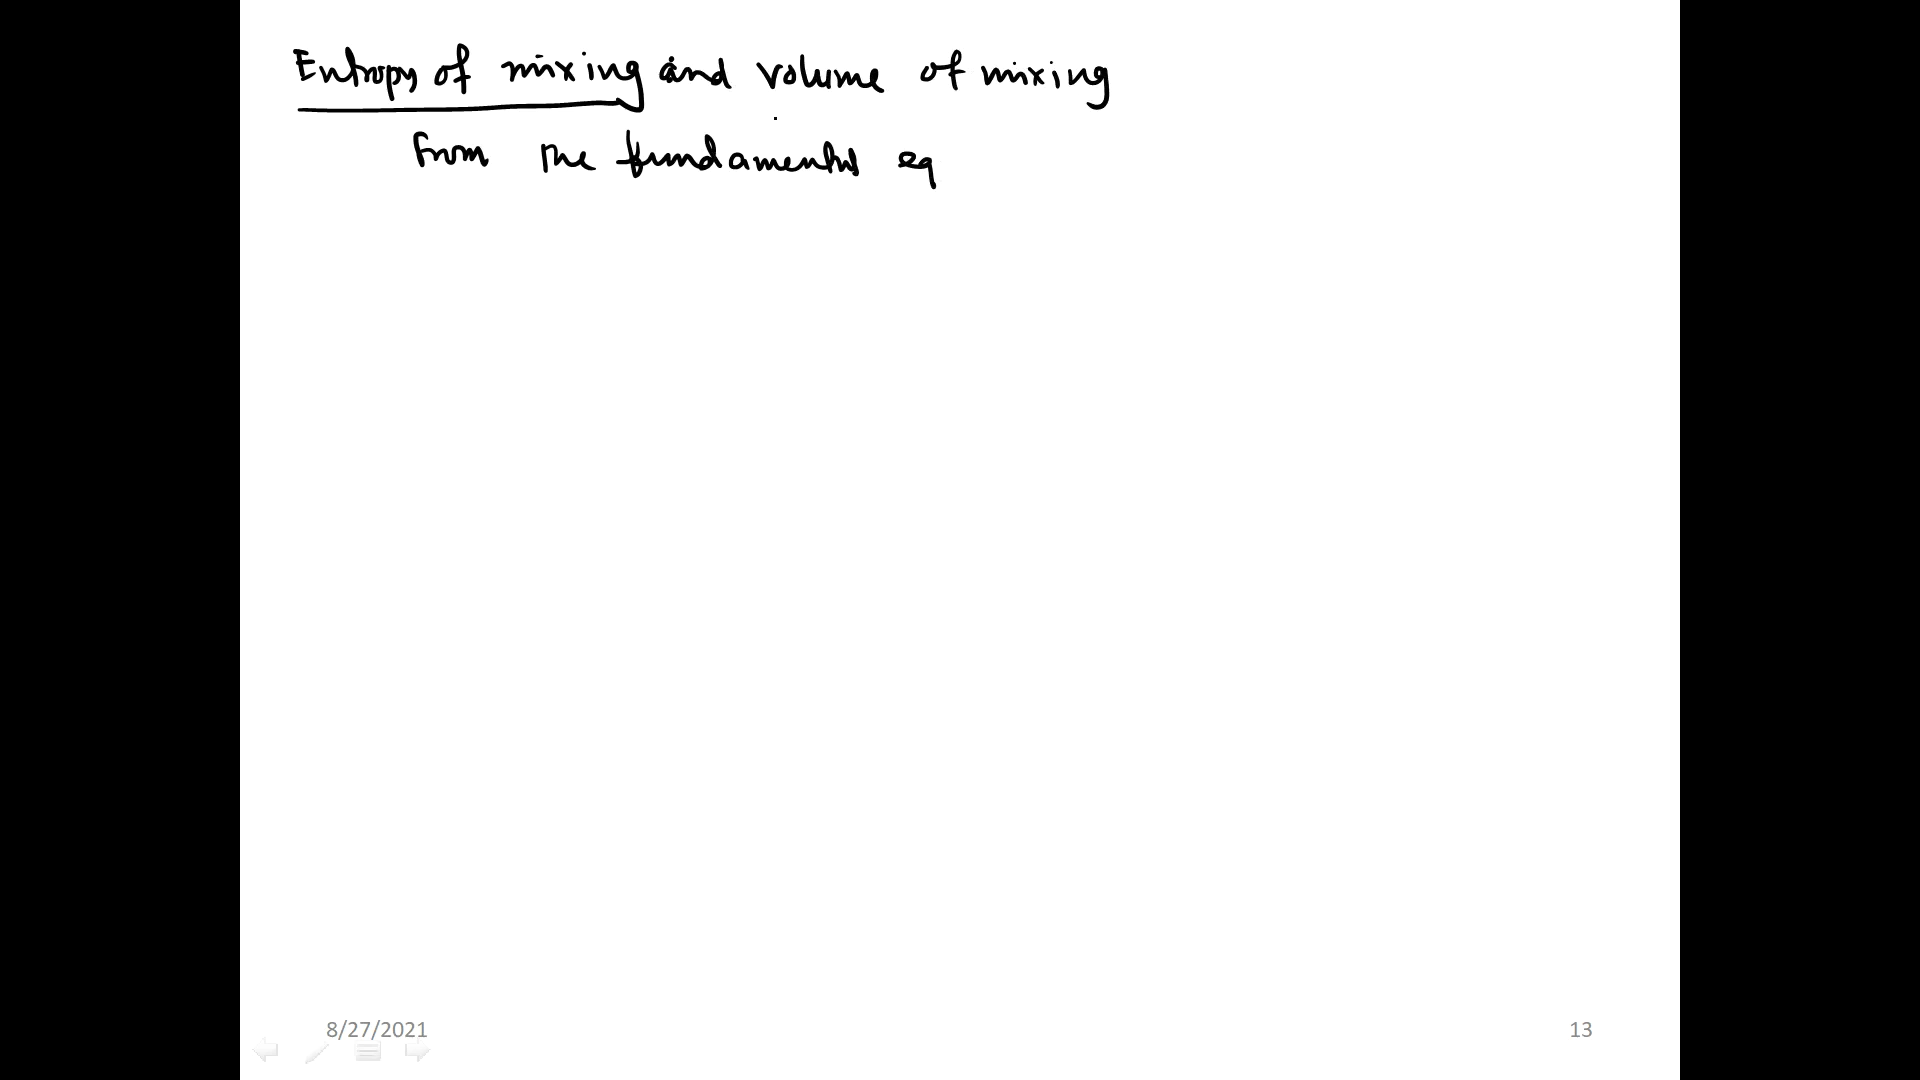 Entropy of mixing and volume of mixing
from the fundamental eq
8/27/2021
13